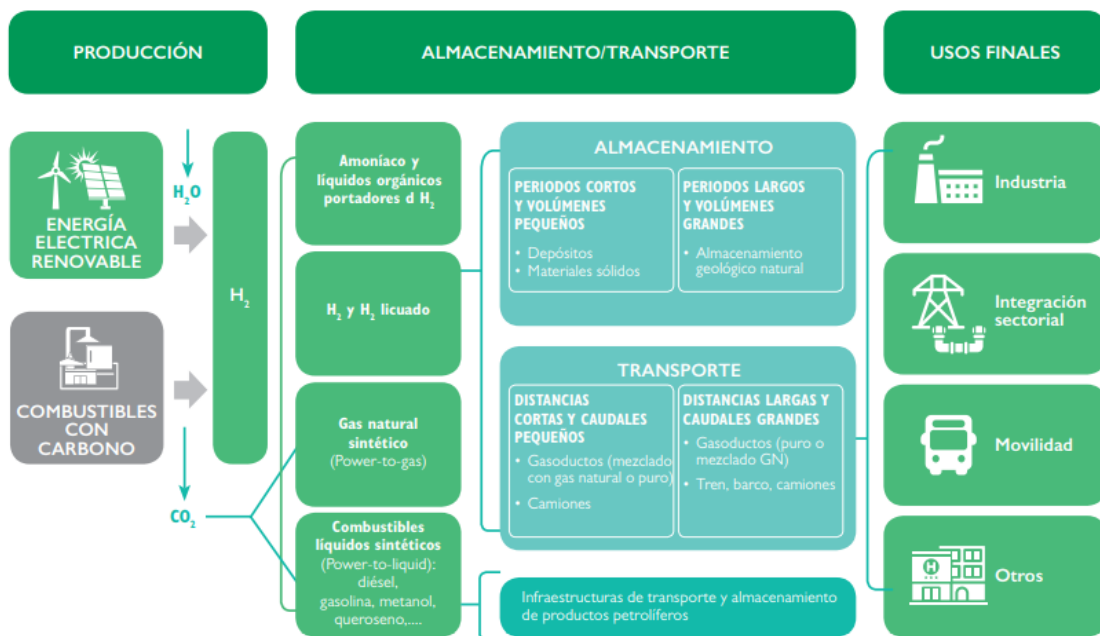 PRODUCCIÓN
ALMACENAMIENTO/TRANSPORTE
USOS FINALES
H₂O
ENERGÍA
ELECTRICA
RENOVABLE
COMBUSTIBLES
CON
CARBONO
CO₂
H₂
Amoníaco y
líquidos orgánicos
portadores d H₂
H₂ y H₂ licuado
Gas natural
sintético
(Power-to-gas)
Combustibles
líquidos sintéticos
(Power-to-liquid):
diésel,
gasolina, metanol,
queroseno,....
ALMACENAMIENTO
PERIODOS CORTOS
Y VOLÚMENES
PEQUEÑOS
• Depósitos
• Materiales sólidos
PERIODOS LARGOS
Y VOLÚMENES
GRANDES
• Almacenamiento
geológico natural
TRANSPORTE
DISTANCIAS
CORTAS Y CAUDALES
PEQUEÑOS
• Gasoductos (mezclado
con gas natural o puro)
• Camiones
DISTANCIAS LARGAS Y
CAUDALES GRANDES
• Gasoductos (puro o
mezclado GN)
• Tren, barco, camiones
Infraestructuras de transporte y almacenamiento
de productos petrolíferos
Industria
Integración
sectorial
Movilidad
H
Otros